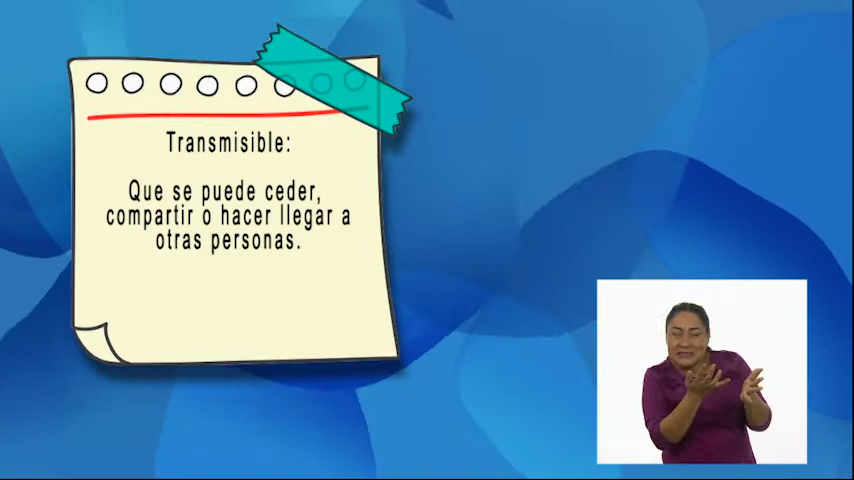 Transmisible:
Que se puede ceder,
compartir o hacer llegar a
otras personas.